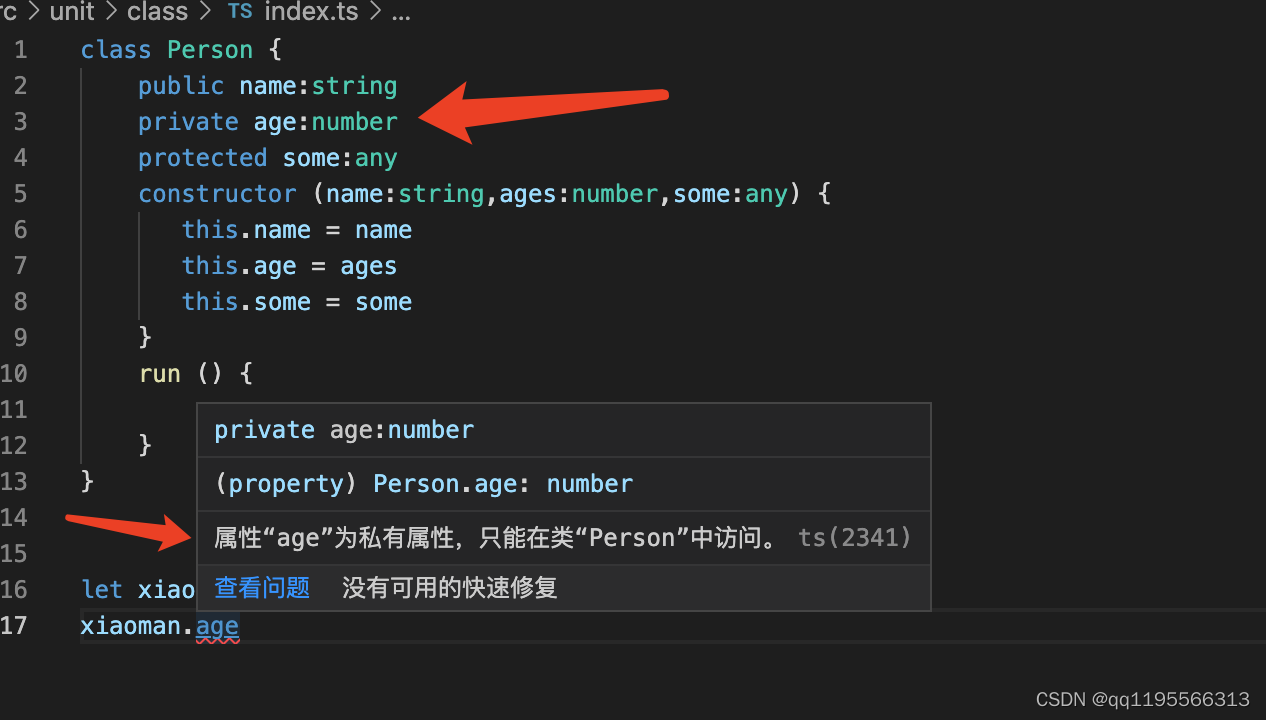 rc > unit > class > TS index.ts > ...
1 class Person {
2 public name:string
3 private age:number
4 protected some:any
5 constructor (name:string,ages:number,some:any) {
6 this.name = name
7 this.age = ages
8 this.some = some
9 }
10 run () {
11
private age:number
12 }
(property) Person.age: number
13 }
14
属性“age”为私有属性，只能在类“Person”中访问。 ts(2341)
15
16 let xiao
查看问题 没有可用的快速修复
17 xiaoman.age
CSDN @qq1195566313